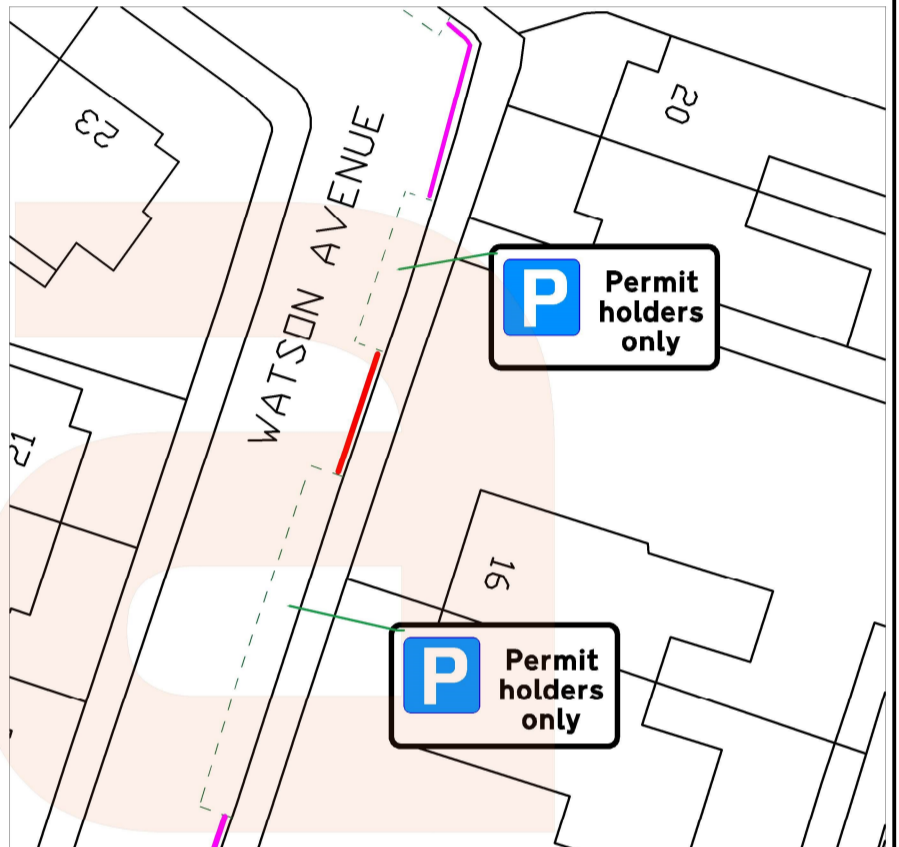 20
23
WATSON AVENUE
P
Permit
holders
only
21
16
P
Permit
holders
only